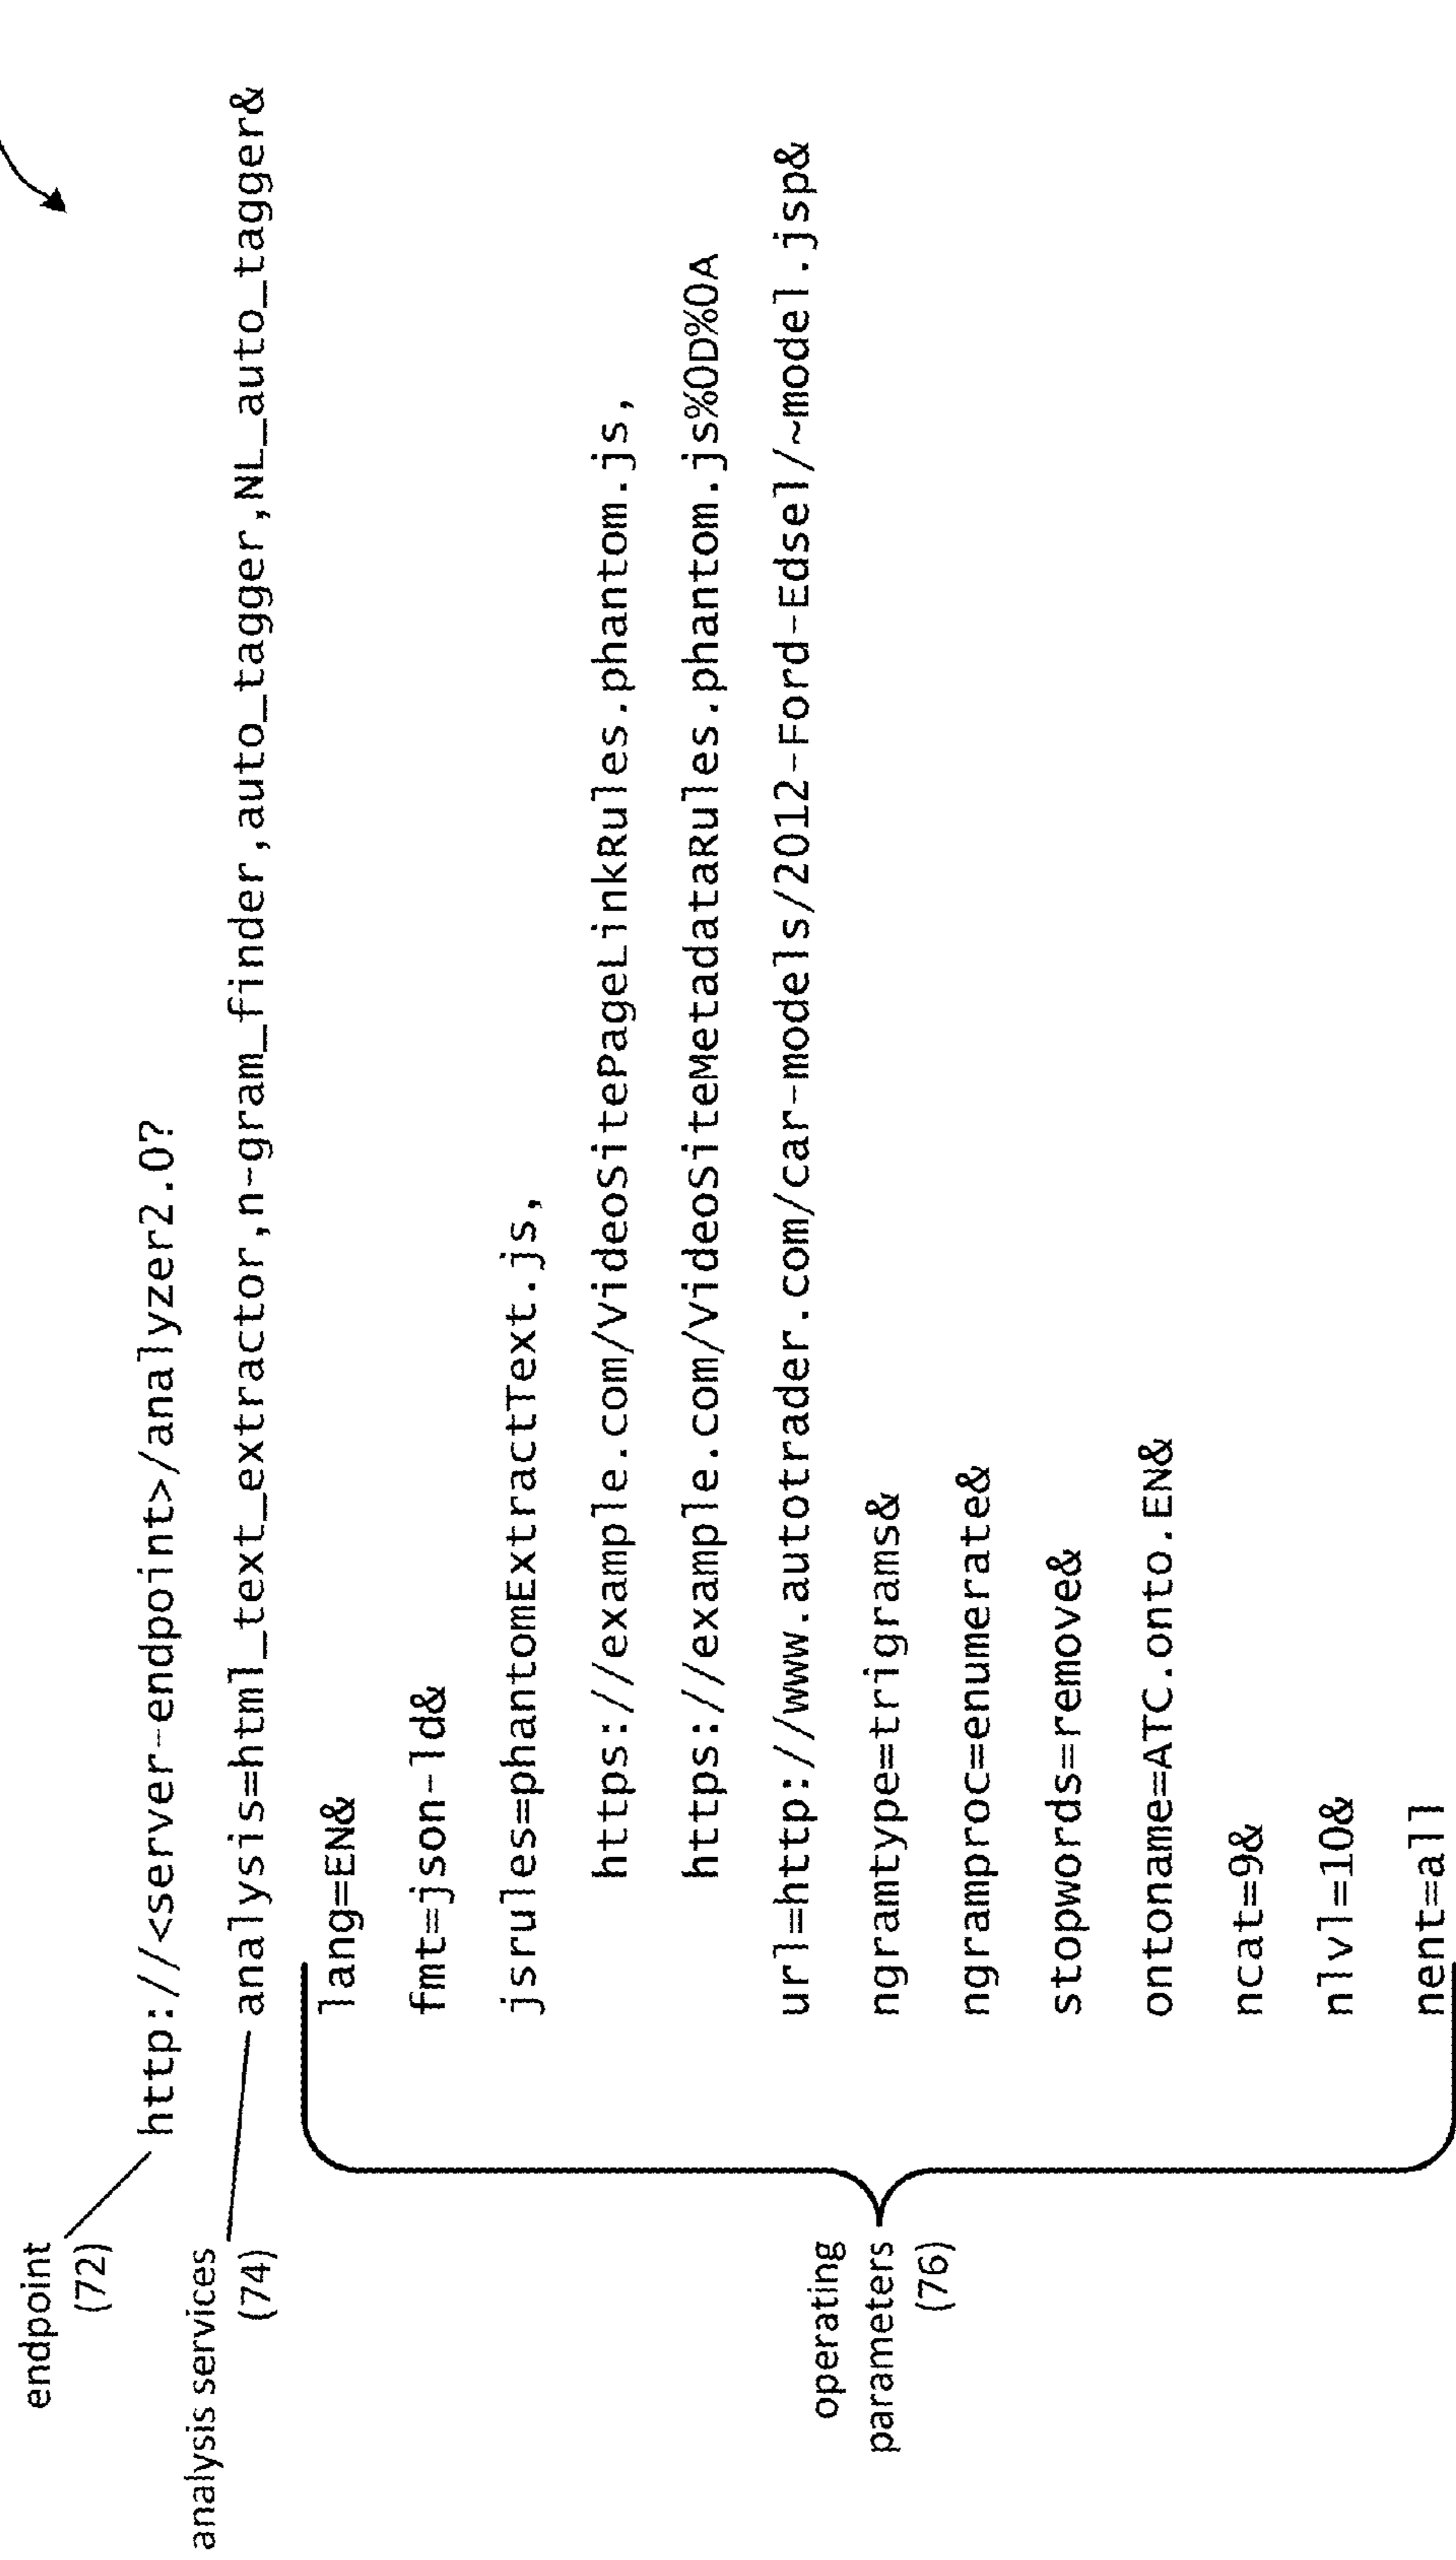 endpoint
(72)
http://<server-endpoint>/analyzer2.0?
analysis services
(74)
analysis=html_text_extractor,n-gram_finder,auto_tagger,NL_auto_tagger&
operating
parameters
(76)
lang=EN&
fmt=json-ld&
jsrules=phantomExtractText.js,
https://example.com/videoSitePageLinkRules.phantom.js,
https://example.com/videoSiteMetadataRules.phantom.js%0D%0A
url=http://www.autotrader.com/car-models/2012-Ford-Edsel/~model.jsp&
ngramtype=trigrams&
ngramproc=enumerate&
stopwords=remove&
ontoname=ATC.onto.EN&
ncat=9&
nlvl=10&
nent=all